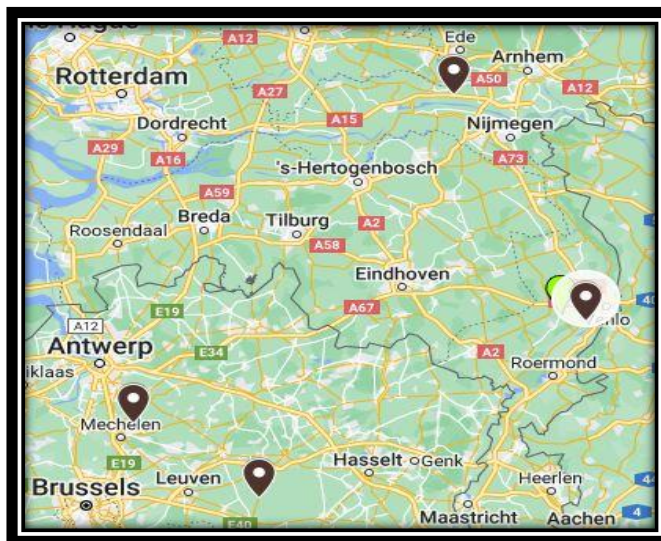 A12
Ede
Arnhem
A50
A12
Rotterdam
A27
Dordrecht
A15
Nijmegen
A29
A16
A73
's-Hertogenbosch
A59
Breda
Tilburg
A2
Roosendaal
A58
Eindhoven
A67
E19
A12
Antwerp
E34
A2
Roermond
Mechelen
E19
Hasselt
Genk
Leuven
Heerlen
Brussels
E40
Maastricht
Aachen
4